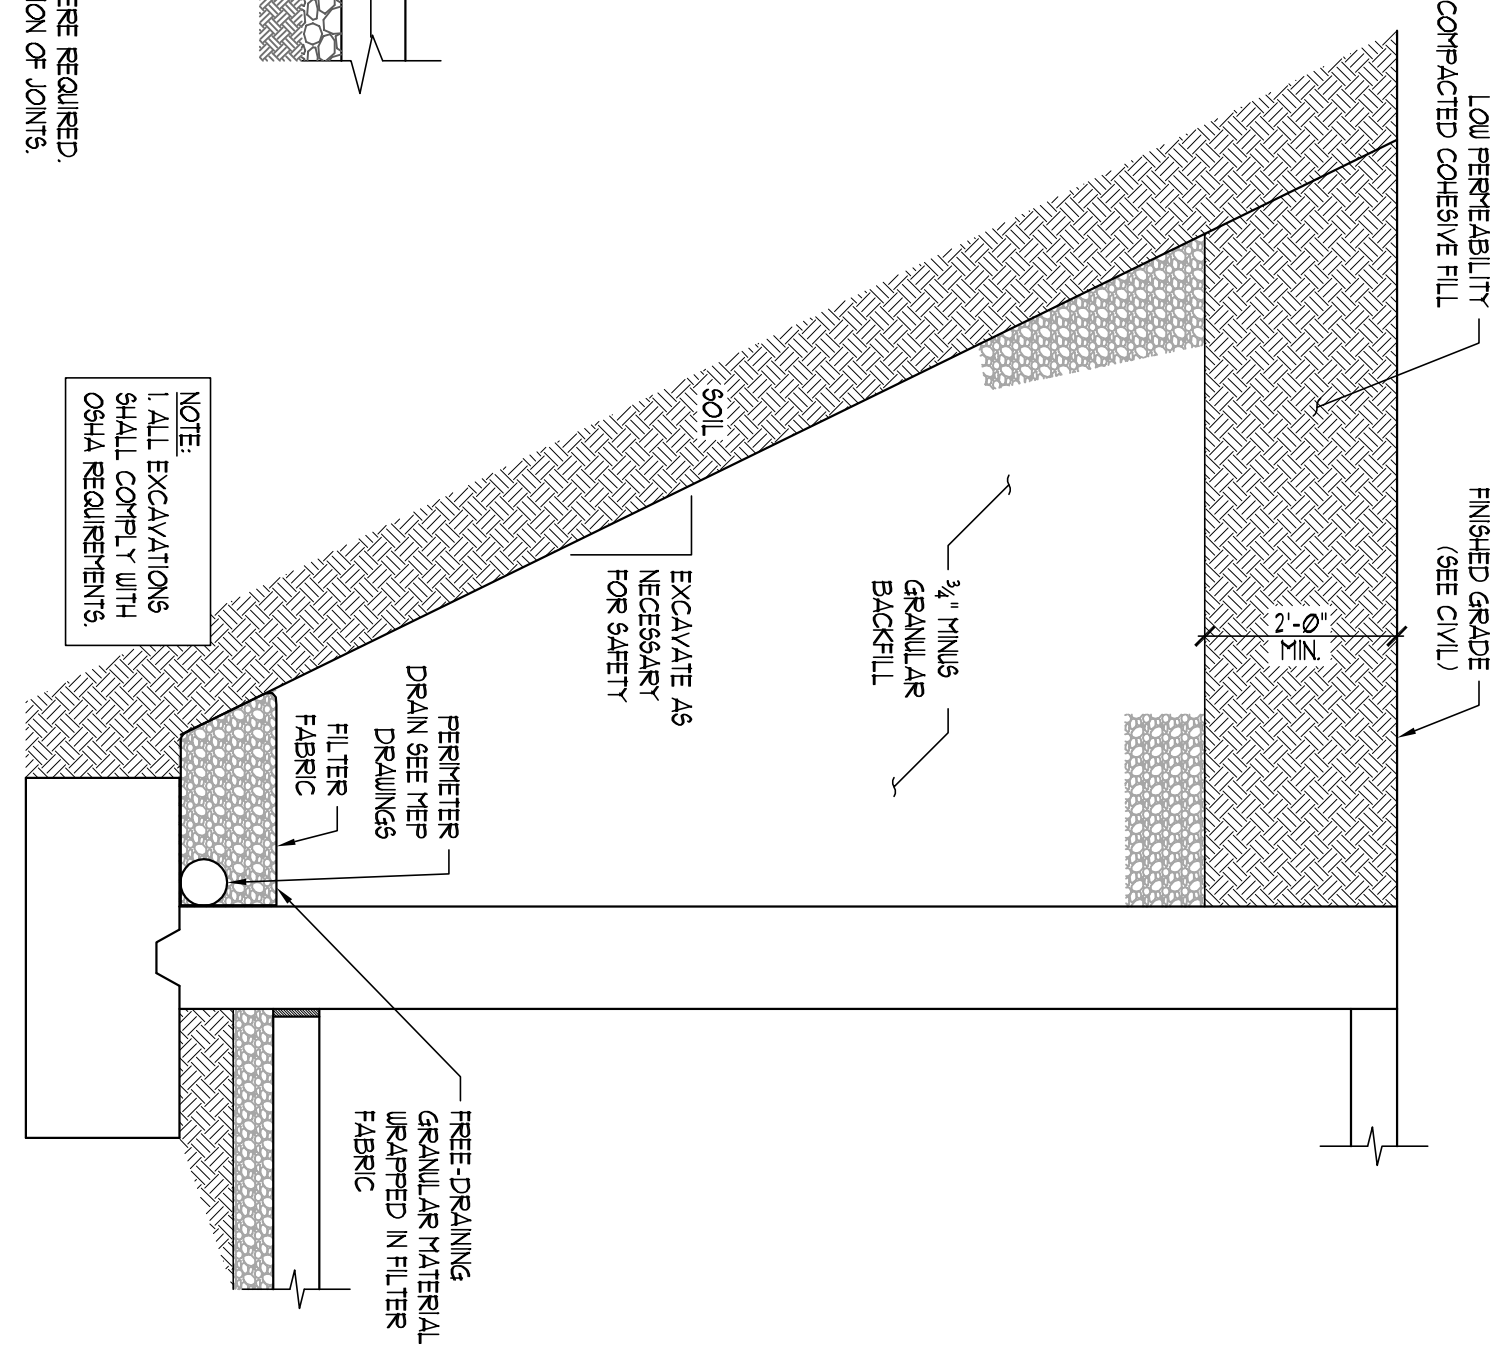 LOW PERMEABILITY
COMPACTED COHESIVE FILL
FINISHED GRADE
(SEE CIVIL)
2'-0"
MIN.
3/4" MINUS
GRANULAR
BACKFILL
SOIL
EXCAVATE AS
NECESSARY
FOR SAFETY
PERIMETER
DRAIN SEE MEP
DRAWINGS
FILTER
FABRIC
FREE-DRAINING
GRANULAR MATERIAL
WRAPPED IN FILTER
FABRIC
NOTE:
1. ALL EXCAVATIONS
SHALL COMPLY WITH
OSHA REQUIREMENTS.
REQUIRED.
OF JOINTS.